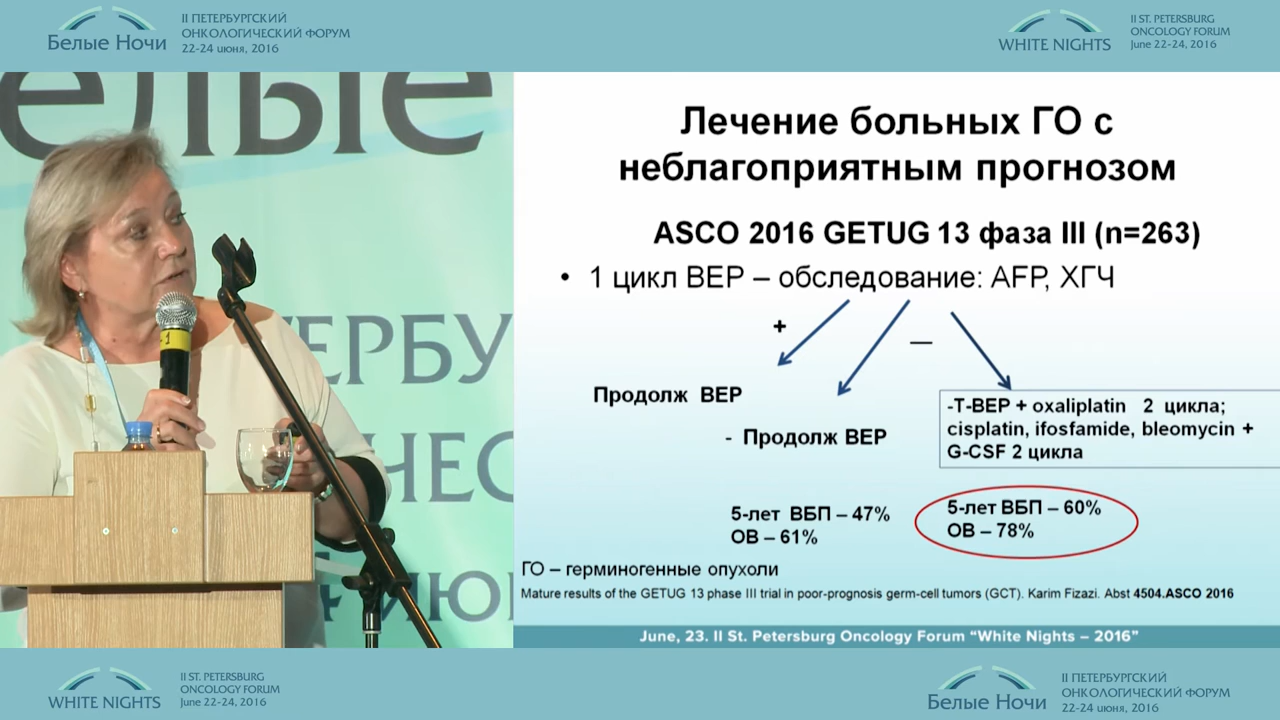 II ПЕТЕРБУРГСКИЙ
ОНКОЛОГИЧЕСКИЙ ФОРУМ
Белые Ночи
22-24 июня, 2016
II ST. PETERSBURG
ONCOLOGY FORUM
WHITE NIGHTS
June 22-24, 2016
елые
ЕРБУ
ЧЕС
ИЮ
Лечение больных ГО с
неблагоприятным прогнозом
ASCO 2016 GETUG 13 фаза III (n=263)
• 1 цикл BEP – обследование: AFP, ХГЧ
+
—
Продолж BEP
- Продолж BEP
-T-BEP + oxaliplatin 2 цикла;
cisplatin, ifosfamide, bleomycin +
G-CSF 2 цикла
5-лет ВБП – 47%
ОВ – 61%
5-лет ВБП – 60%
ОВ – 78%
ГО – герминогенные опухоли
Mature results of the GETUG 13 phase III trial in poor-prognosis germ-cell tumors (GCT). Karim Fizazi. Abst 4504.ASCO 2016
June, 23. II St. Petersburg Oncology Forum “White Nights – 2016”
II ST. PETERSBURG
ONCOLOGY FORUM
WHITE NIGHTS
June 22-24, 2016
II ПЕТЕРБУРГСКИЙ
ОНКОЛОГИЧЕСКИЙ ФОРУМ
Белые Ночи
22-24 июня, 2016